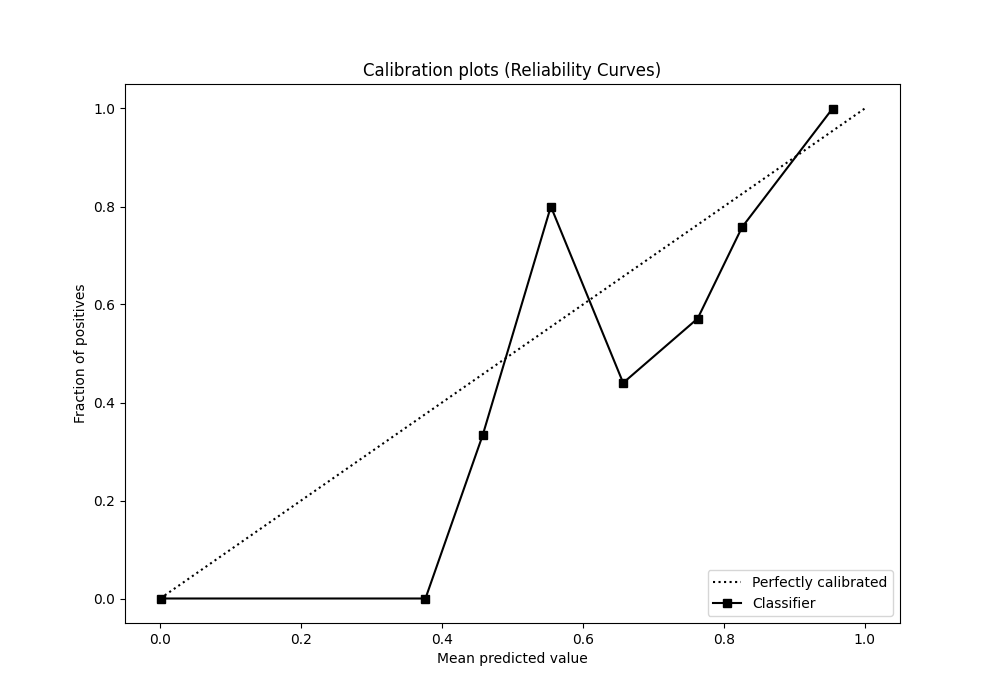 Calibration plots (Reliability Curves)
1.0
0.8
0.6
0.4
0.2
0.0
Fraction of positives
Perfectly calibrated
Classifier
0.0 0.2 0.4 0.6 0.8 1.0
Mean predicted value